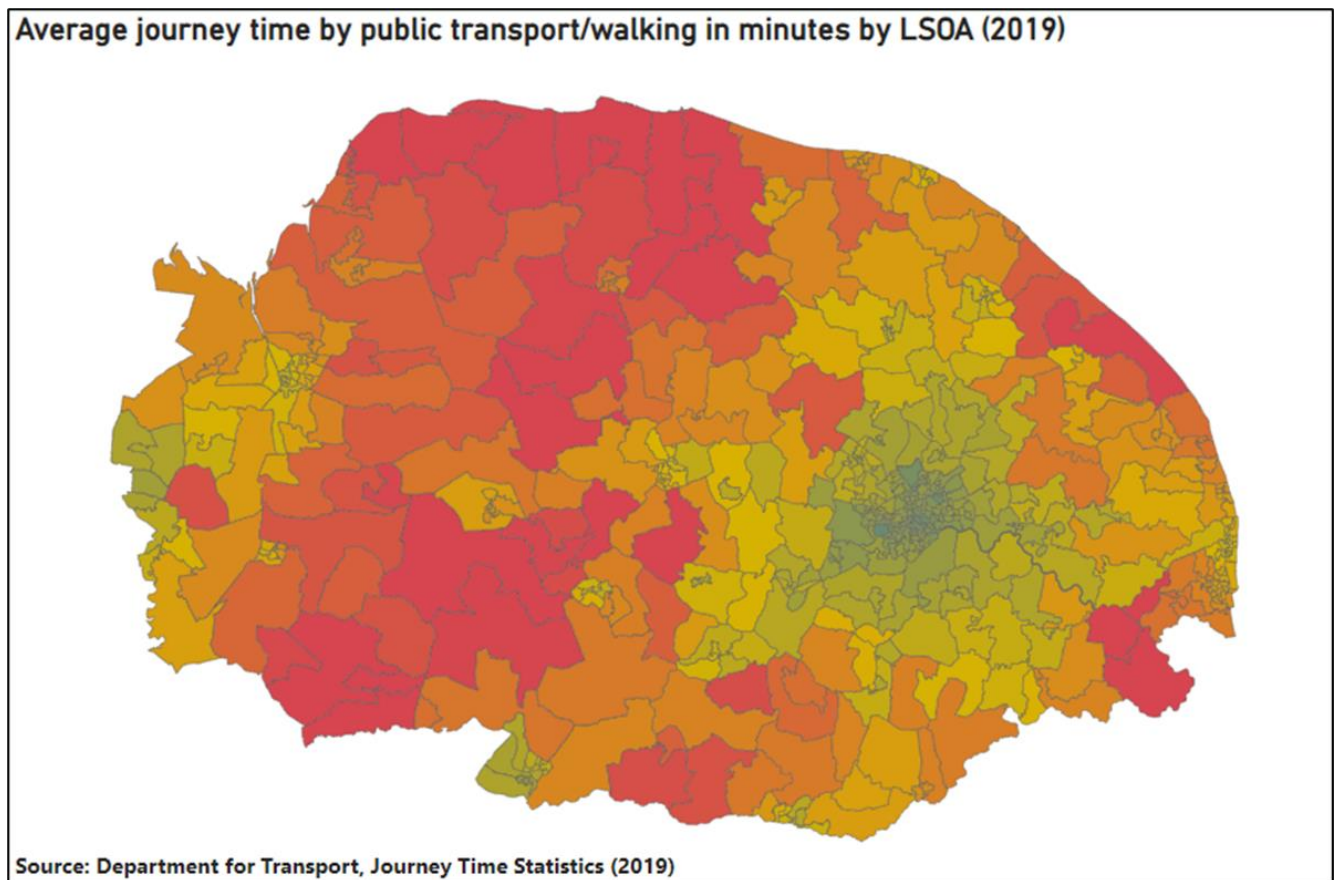 Average journey time by public transport/walking in minutes by LSOA (2019)
Source: Department for Transport, Journey Time Statistics (2019)